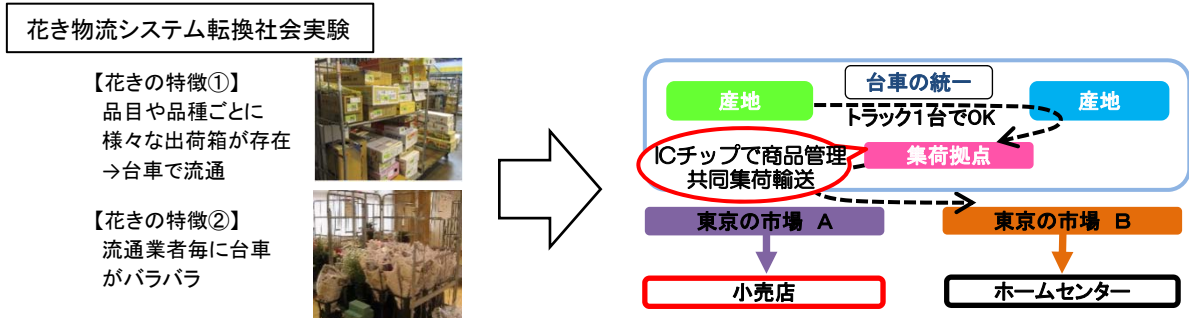 花き物流システム転換社会実験
【花きの特徴①】
品目や品種ごとに
様々な出荷箱が存在
→台車で流通
【花きの特徴②】
流通業者毎に台車
がバラバラ
台車の統一
産地
産地
トラック1台でOK
ICチップで商品管理
共同集荷輸送
集荷拠点
東京の市場 A
東京の市場 B
小売店
ホームセンター